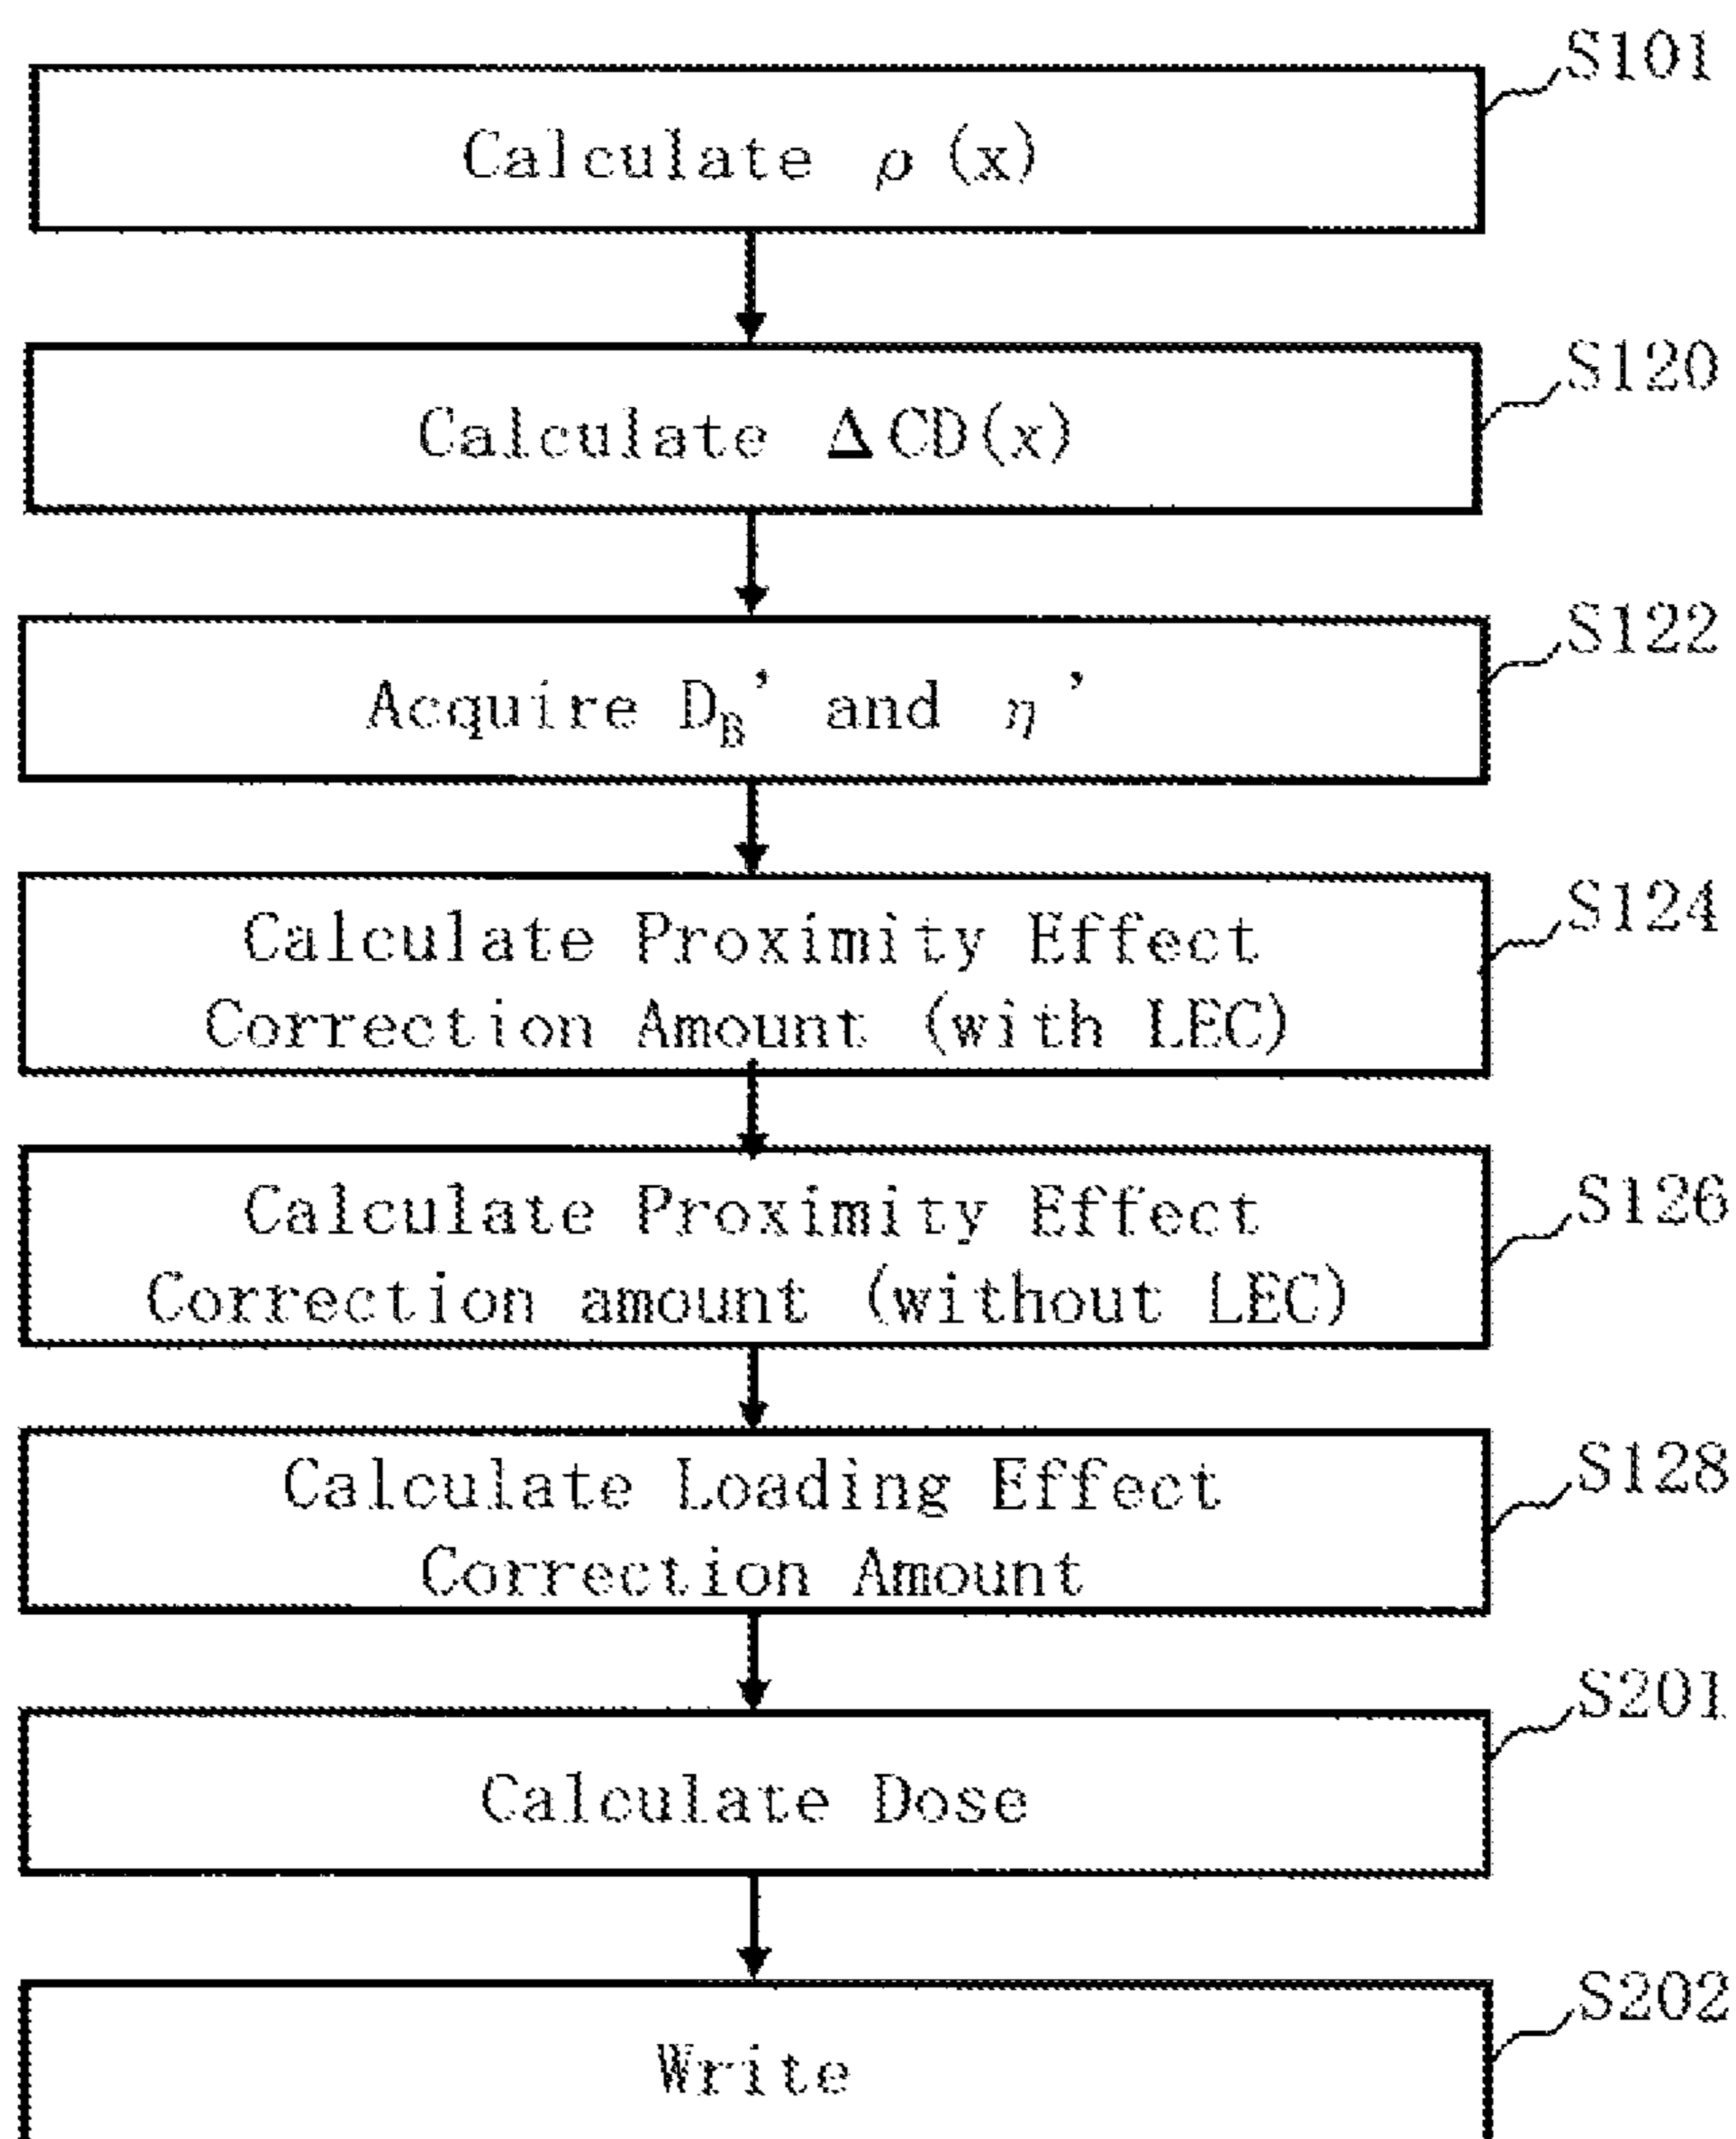 S101
Calculate ρ(x)
S120
Calculate ΔCD(x)
S122
Acquire D_B' and η'
S124
Calculate Proximity Effect
Correction Amount (with LEC)
S126
Calculate Proximity Effect
Correction amount (without LEC)
S128
Calculate Loading Effect
Correction Amount
S201
Calculate Dose
S202
Write